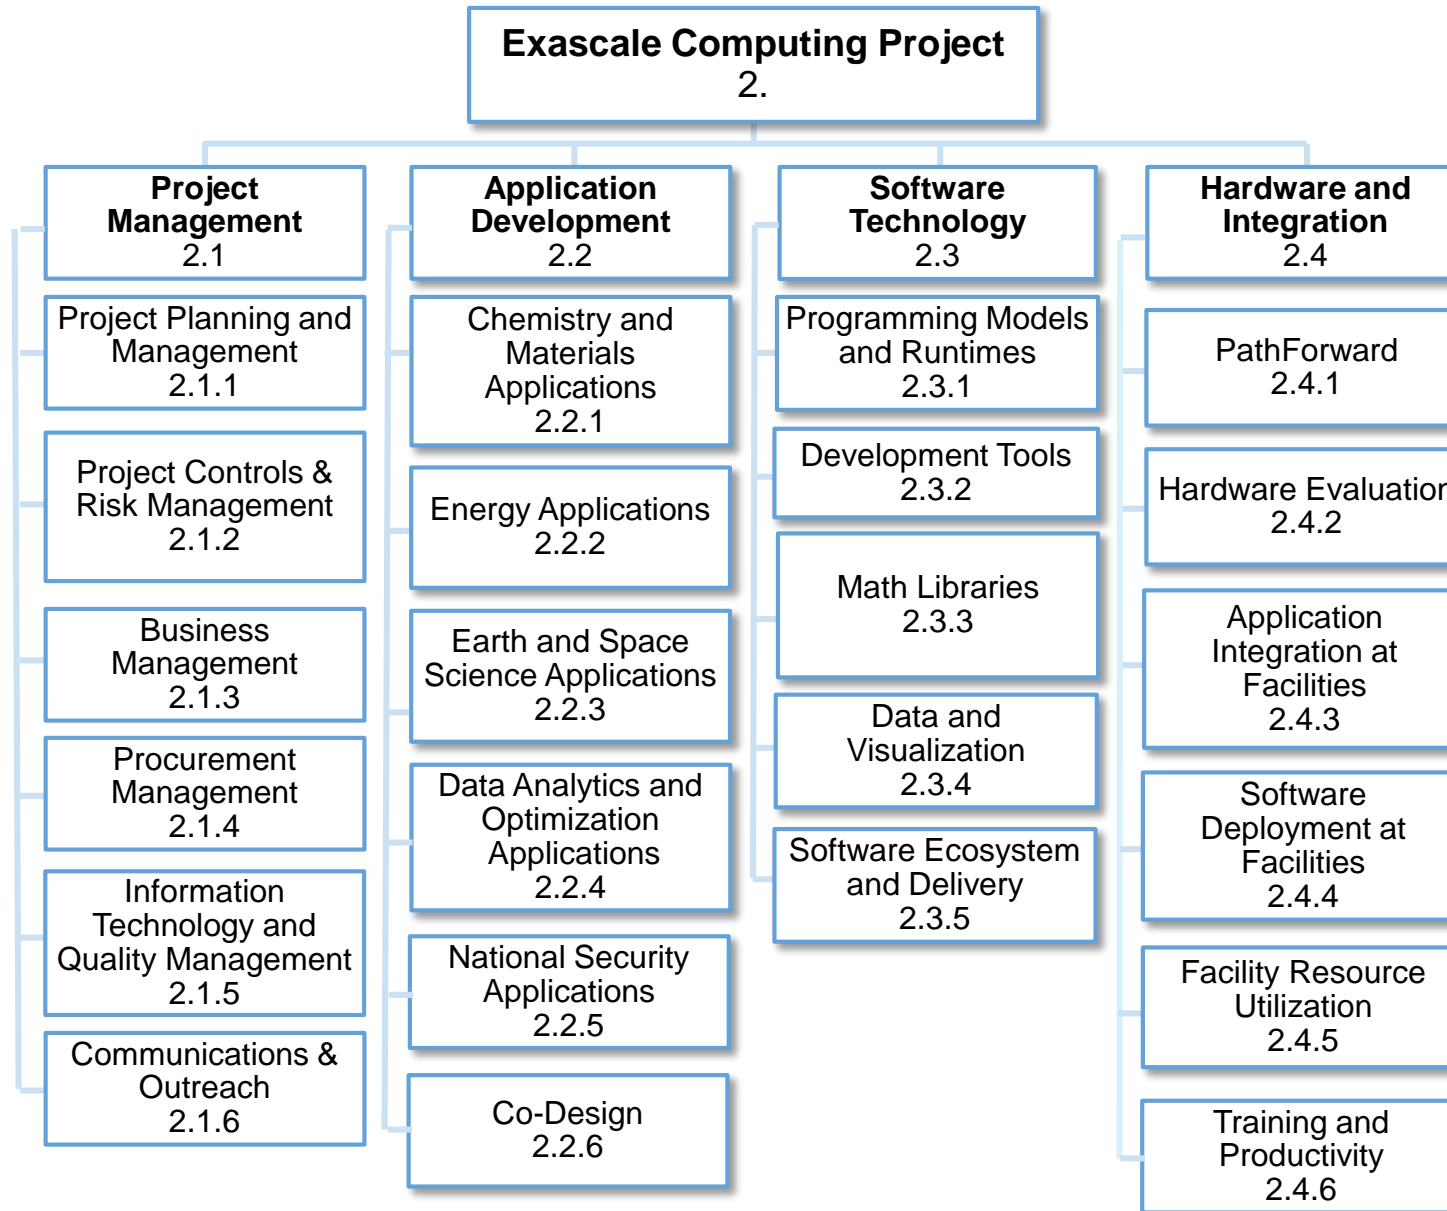 Exascale Computing Project
2.
Project
Management
2.1
Project Planning and
Management
2.1.1
Project Controls &
Risk Management
2.1.2
Business
Management
2.1.3
Procurement
Management
2.1.4
Information
Technology and
Quality Management
2.1.5
Communications &
Outreach
2.1.6
Application
Development
2.2
Chemistry and
Materials
Applications
2.2.1
Energy Applications
2.2.2
Earth and Space
Science Applications
2.2.3
Data Analytics and
Optimization
Applications
2.2.4
National Security
Applications
2.2.5
Co-Design
2.2.6
Software
Technology
2.3
Programming Models
and Runtimes
2.3.1
Development Tools
2.3.2
Math Libraries
2.3.3
Data and
Visualization
2.3.4
Software Ecosystem
and Delivery
2.3.5
Hardware and
Integration
2.4
PathForward
2.4.1
Hardware Evaluation
2.4.2
Application
Integration at
Facilities
2.4.3
Software
Deployment at
Facilities
2.4.4
Facility Resource
Utilization
2.4.5
Training and
Productivity
2.4.6